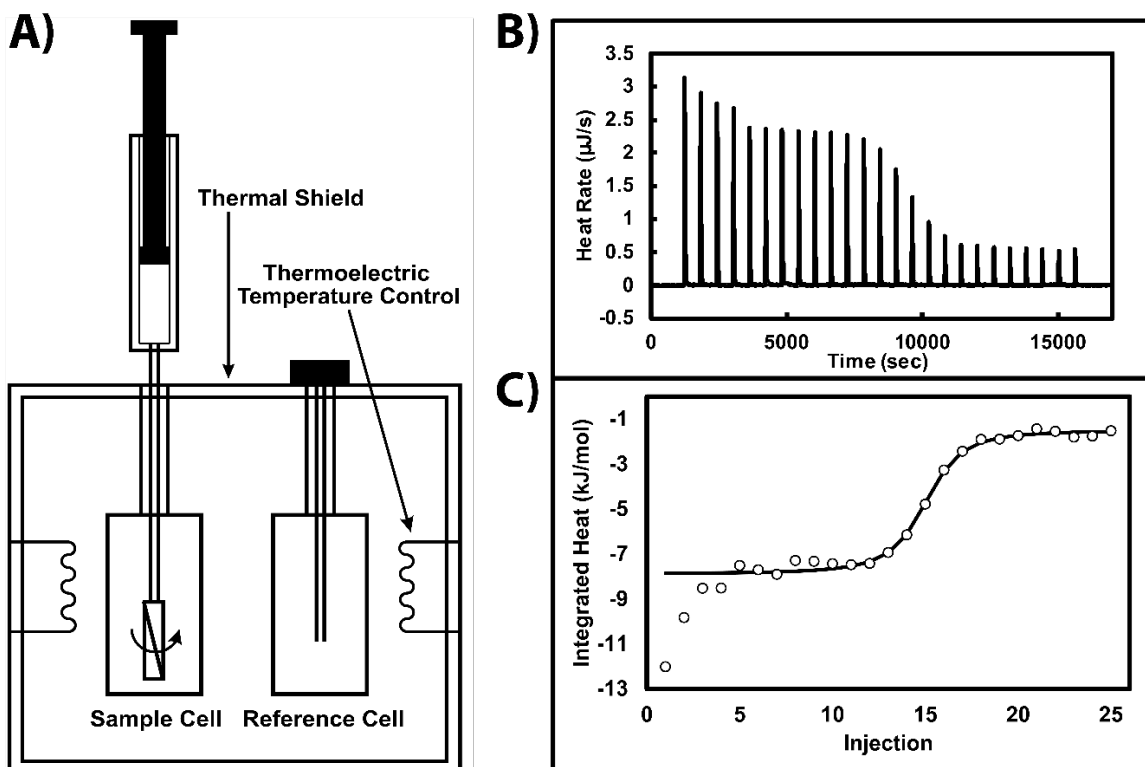 A)
Thermal Shield
Thermoelectric
Temperature Control
Sample Cell
Reference Cell
B)
Heat Rate (µJ/s)
3.5
3
2.5
2
1.5
1
0.5
0
-0.5
0
5000
10000
15000
Time (sec)
C)
Integrated Heat (kJ/mol)
-1
-3
-5
-7
-9
-11
-13
0
5
10
15
20
25
Injection